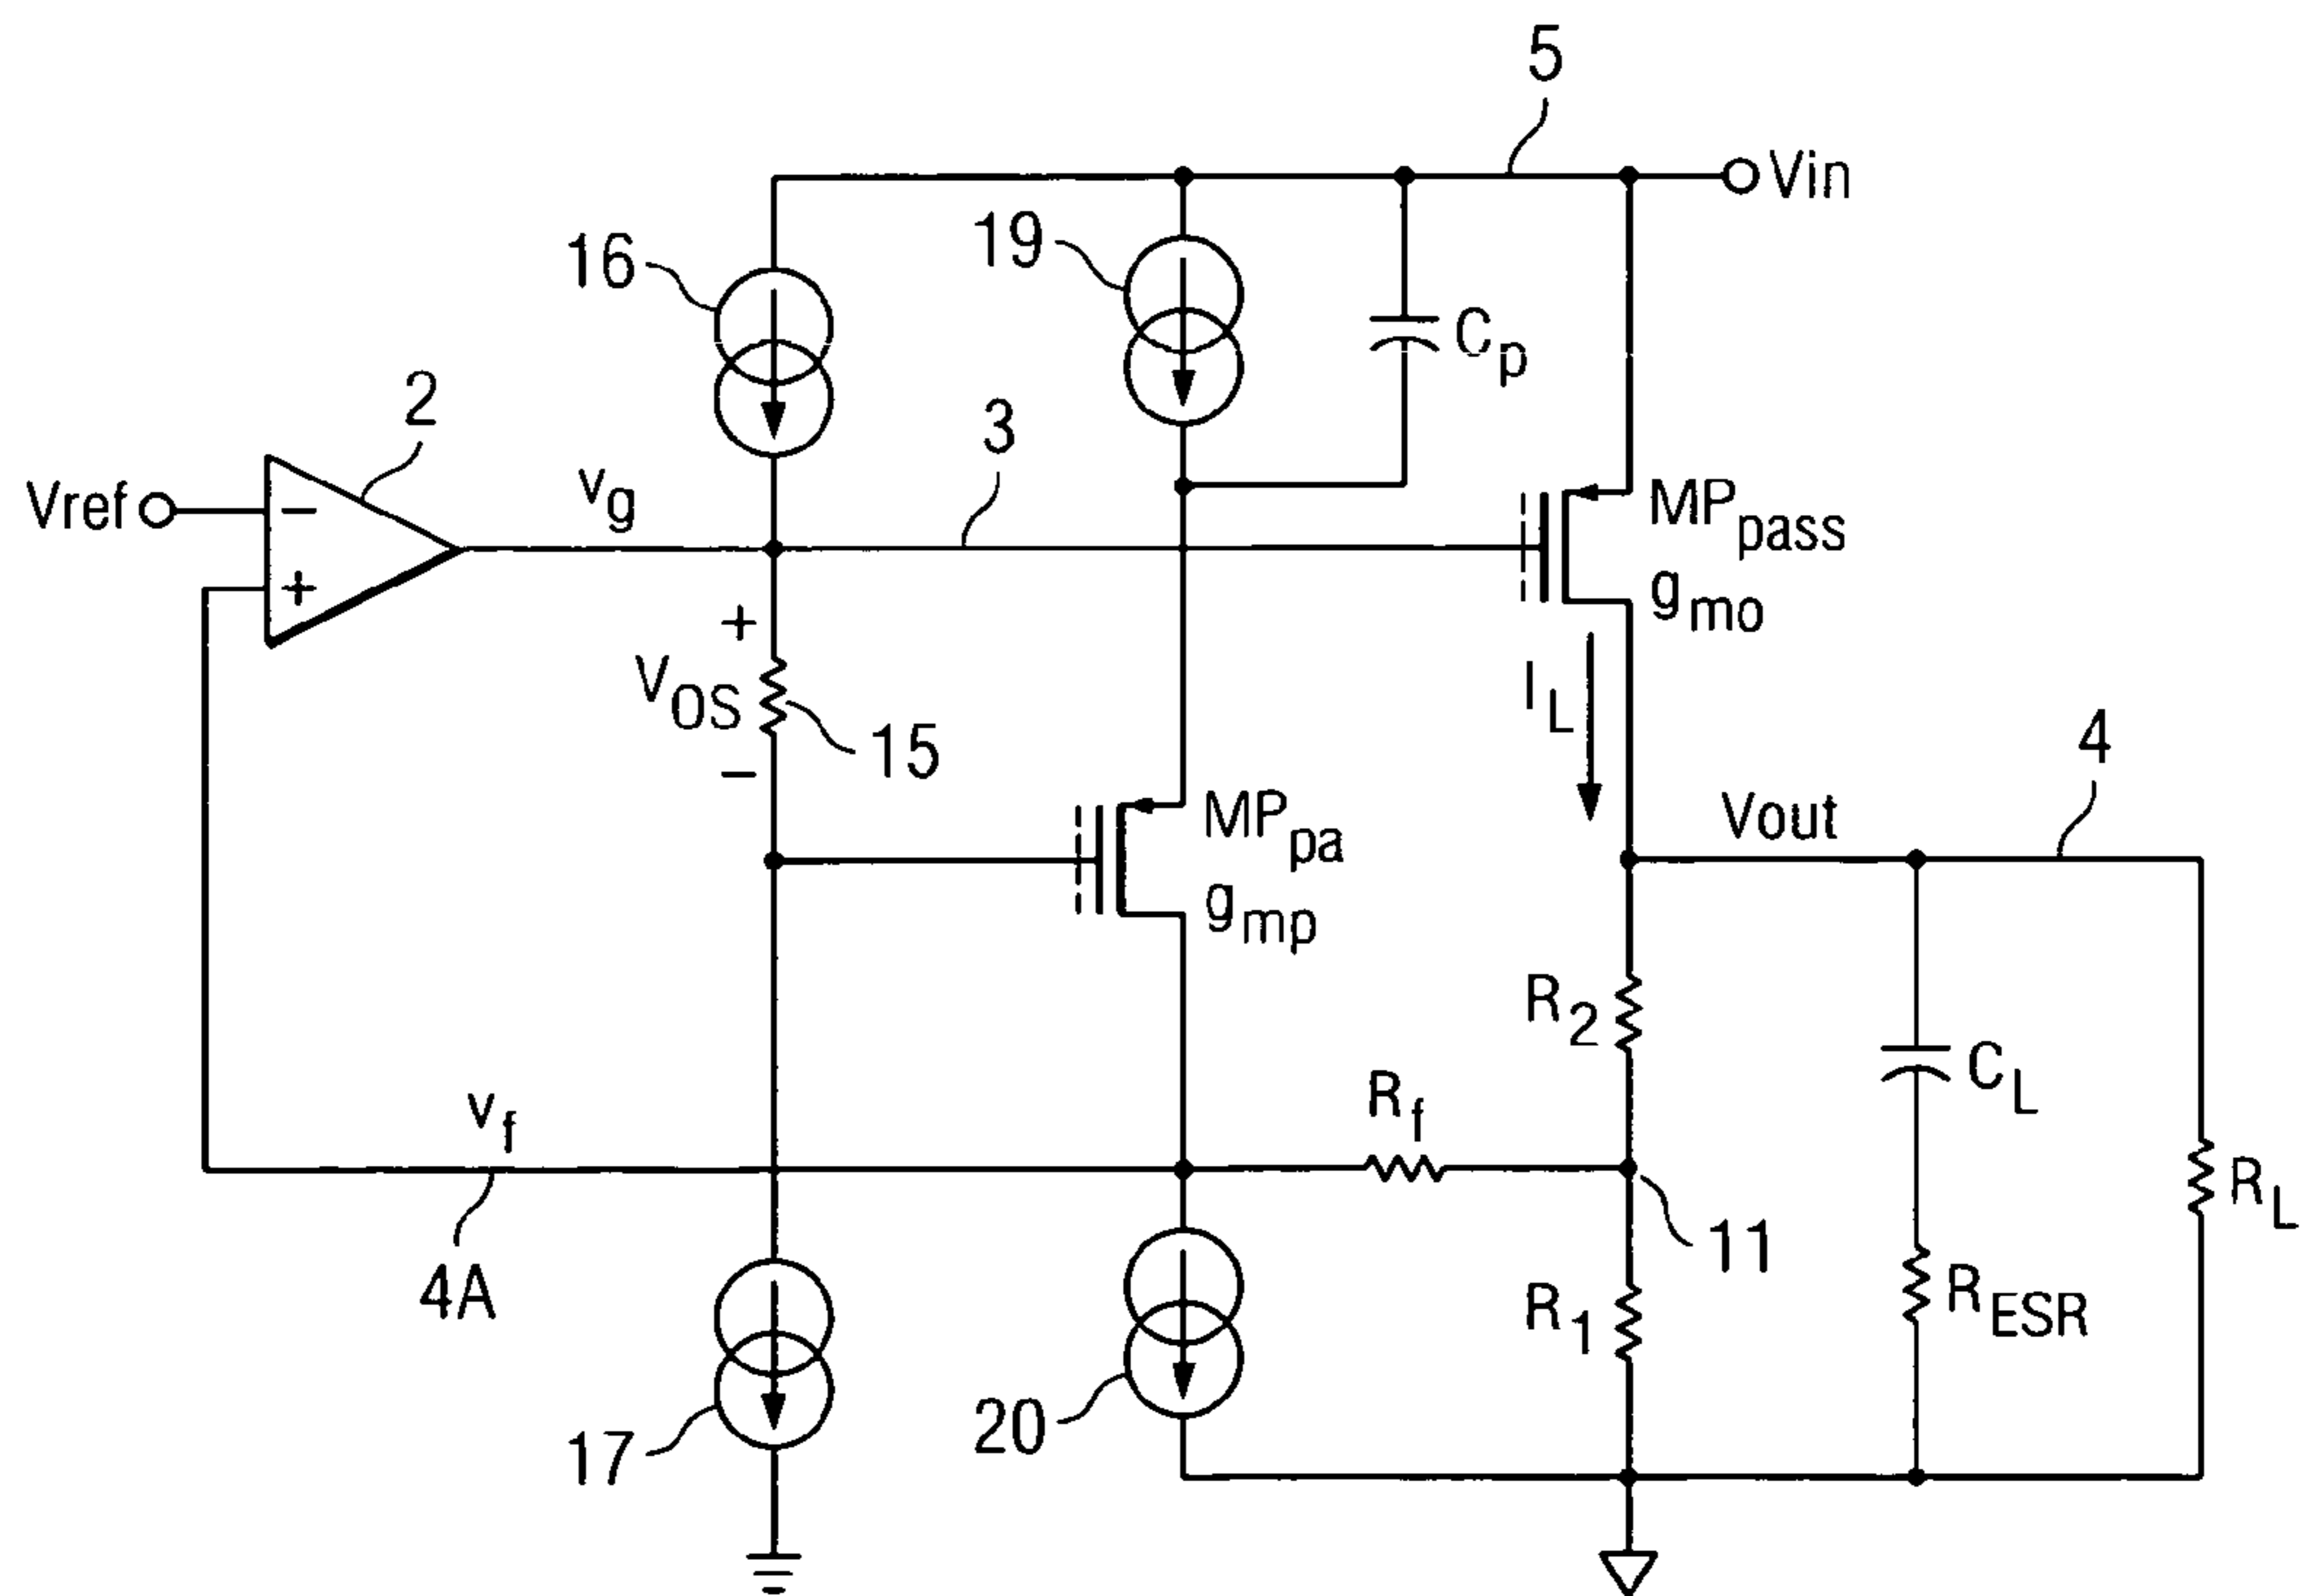 5
Vin
16
19
Cp
2
3
Vref
vg
−
+
MPpass
gmo
+
VOS
−
15
IL
4
Vout
MPpa
gmp
R2
CL
vf
Rf
RL
11
4A
R1
RESR
20
17